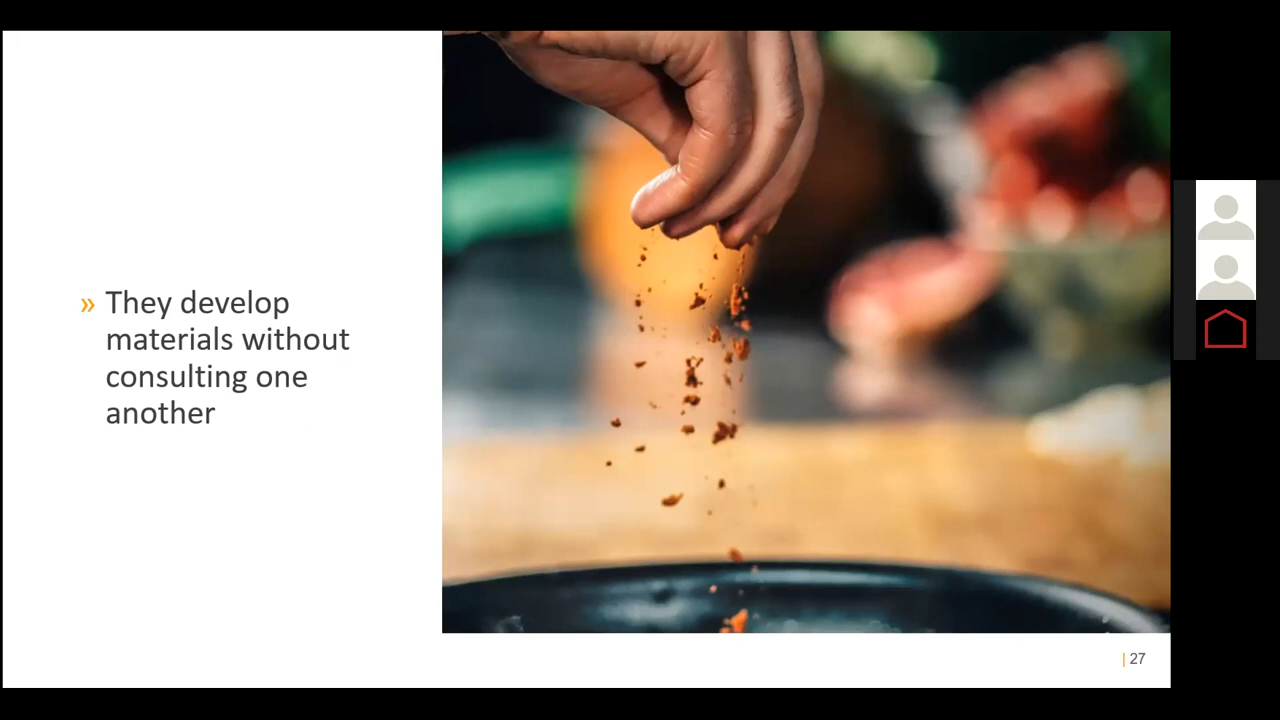 » They develop
materials without
consulting one
another
| 27